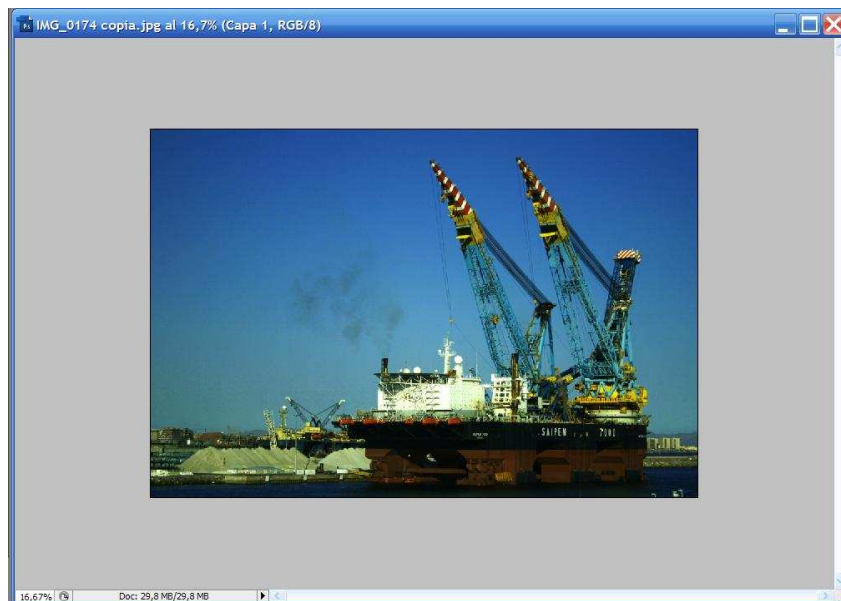 IMG_0174 copia.jpg al 16,7% (Capa 1, RGB/8)
SAIPEM 7000
16,67%
Doc: 29,8 MB/29,8 MB